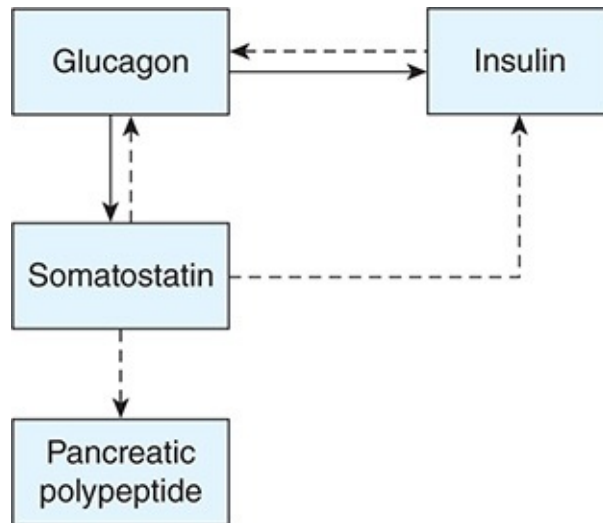 Glucagon
Insulin
Somatostatin
Pancreatic
polypeptide